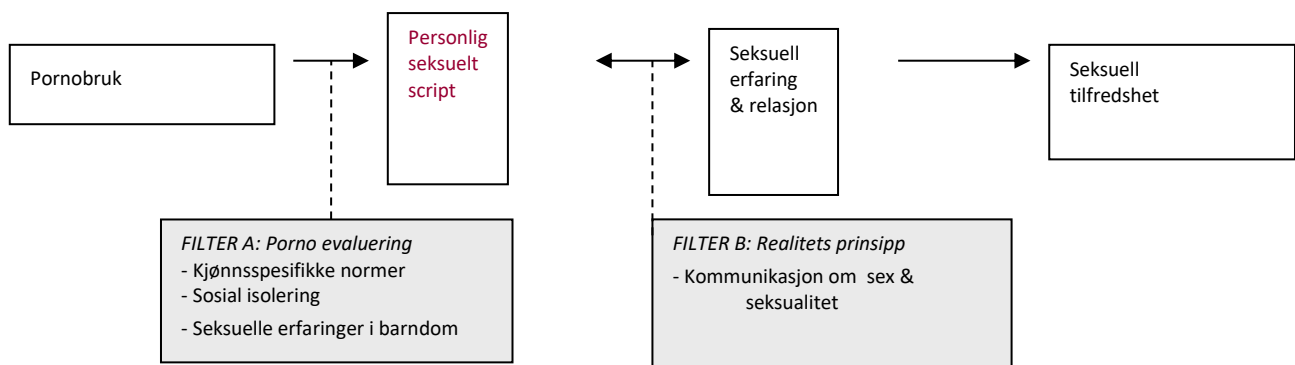 Pornobruk
Personlig
seksuelt
script
Seksuell
erfaring
& relasjon
Seksuell
tilfredshet
FILTER A: Porno evaluering
- Kjønnsspesifikke normer
- Sosial isolering
- Seksuelle erfaringer i barndom
FILTER B: Realitets prinsipp
- Kommunikasjon om sex &
seksualitet